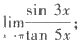 lim sin 3x / tan 5x;
x→π